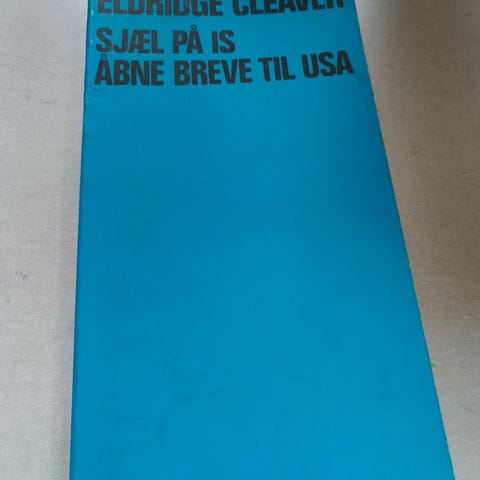 ELDRIDGE CLEAVER
SJÆL PÅ IS
ÅBNE BREVE TIL USA